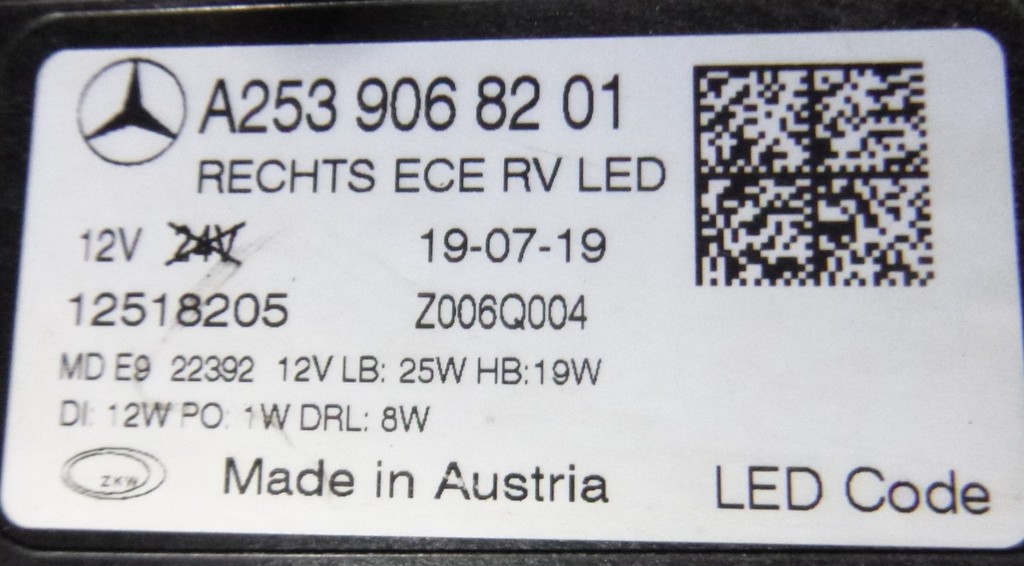 A253 906 82 01
RECHTS ECE RV LED
12V 24V 19-07-19
12518205 Z006Q004
MD E9 22392 12V LB: 25W HB:19W
DI: 12W PO: 1W DRL: 8W
ZKW Made in Austria LED Code